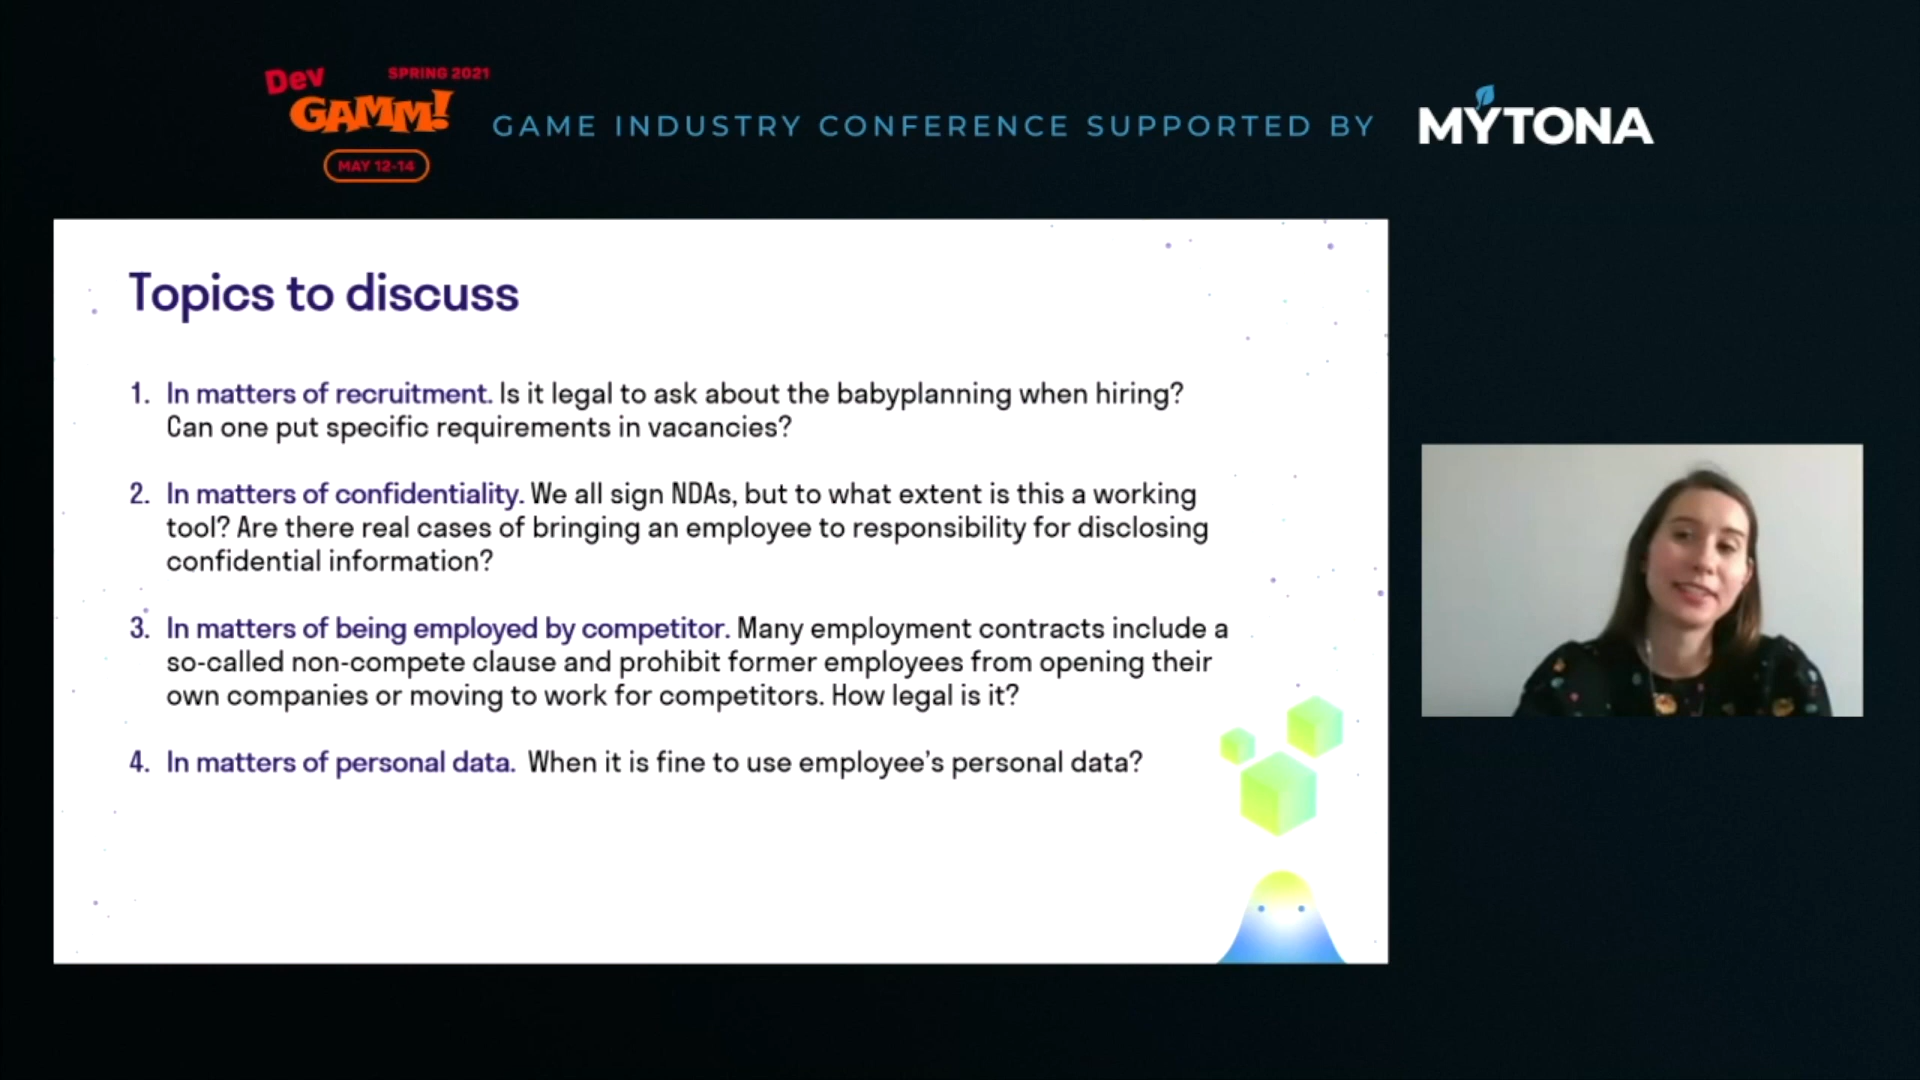 Dev
SPRING 2021
GAMM!
MAY 12-14
GAME INDUSTRY CONFERENCE SUPPORTED BY
MYTONA
Topics to discuss
1. In matters of recruitment. Is it legal to ask about the babyplanning when hiring?
Can one put specific requirements in vacancies?
2. In matters of confidentiality. We all sign NDAs, but to what extent is this a working
tool? Are there real cases of bringing an employee to responsibility for disclosing
confidential information?
3. In matters of being employed by competitor. Many employment contracts include a
so-called non-compete clause and prohibit former employees from opening their
own companies or moving to work for competitors. How legal is it?
4. In matters of personal data. When it is fine to use employee’s personal data?